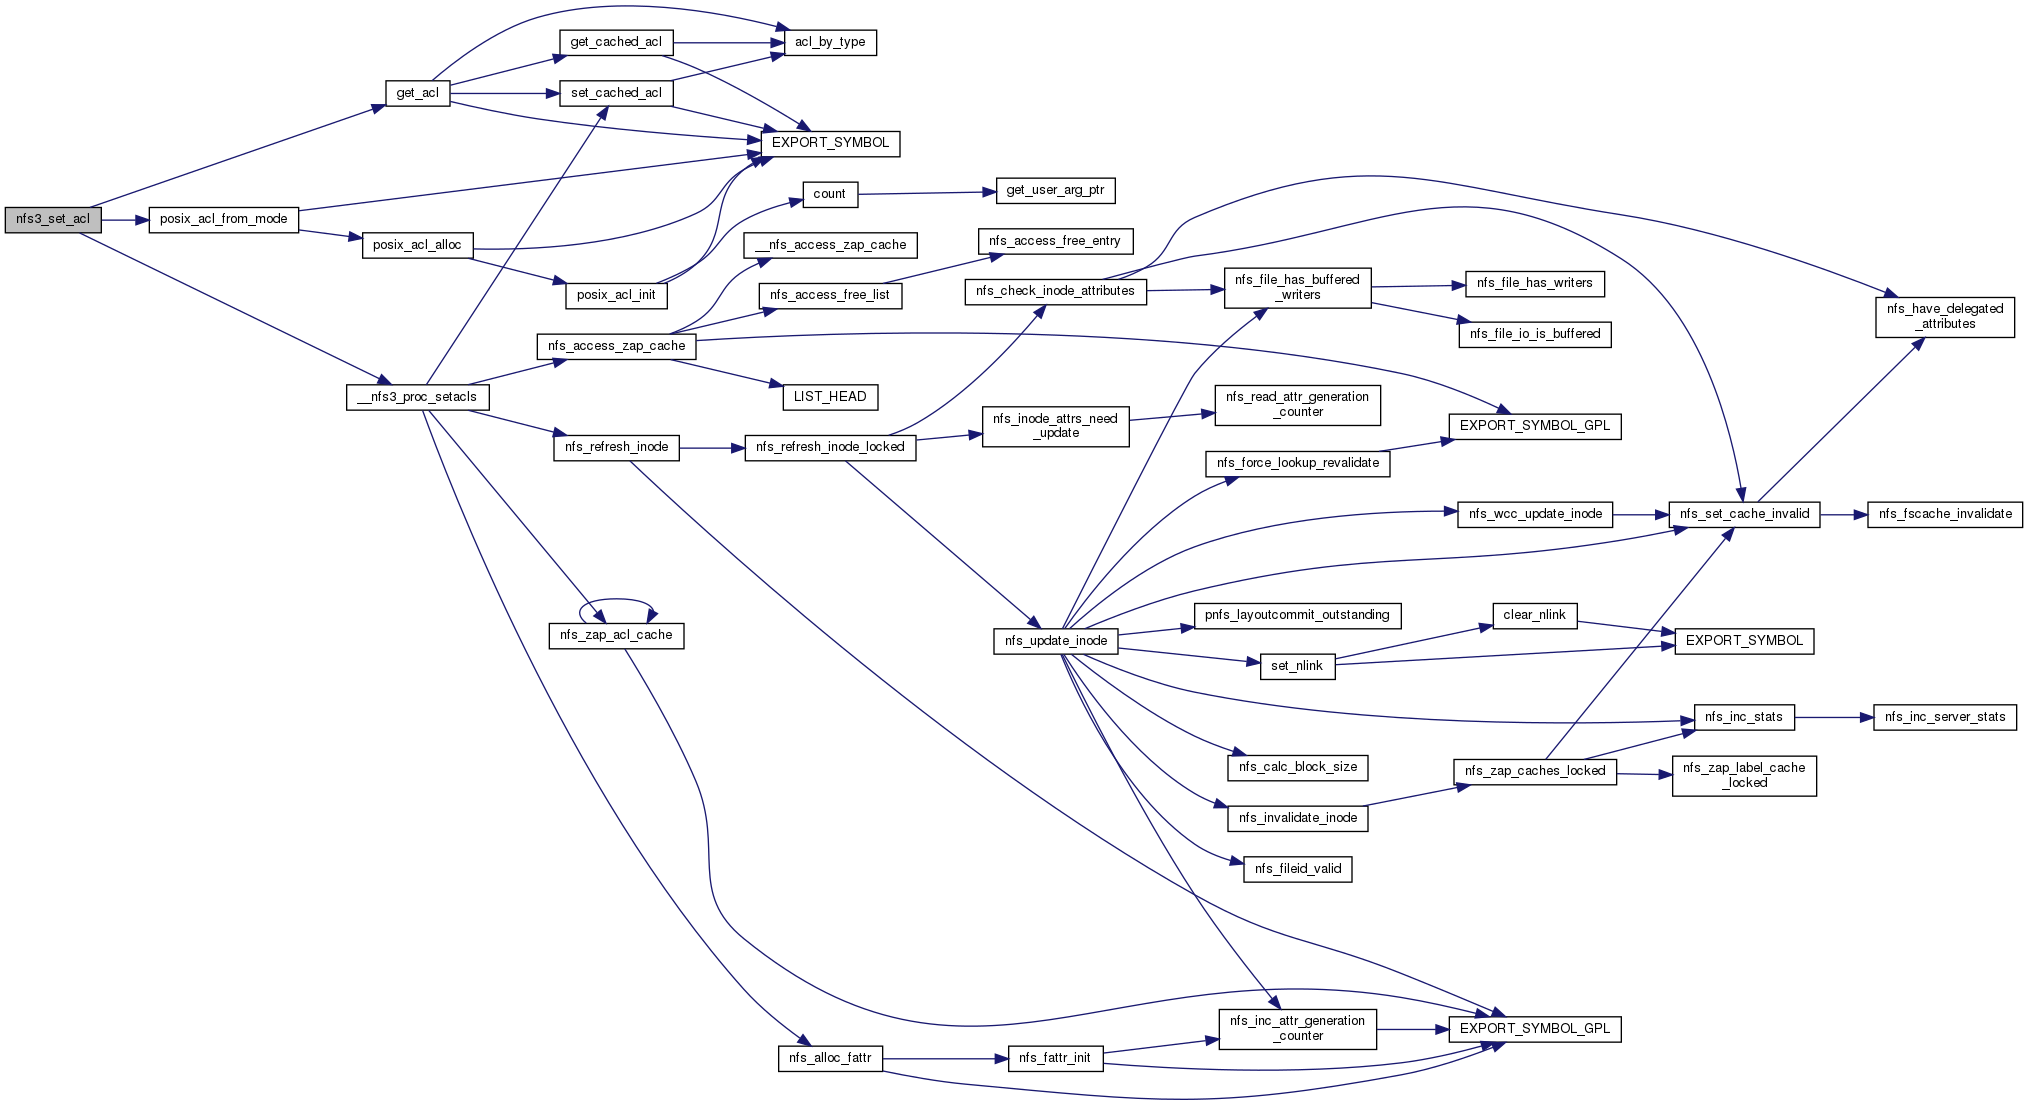 nfs3_set_acl
get_acl
posix_acl_from_mode
__nfs3_proc_setacls
posix_acl_alloc
get_cached_acl
set_cached_acl
posix_acl_init
nfs_access_zap_cache
nfs_refresh_inode
nfs_zap_acl_cache
nfs_alloc_fattr
acl_by_type
EXPORT_SYMBOL
count
__nfs_access_zap_cache
nfs_access_free_list
LIST_HEAD
nfs_refresh_inode_locked
get_user_arg_ptr
nfs_access_free_entry
nfs_check_inode_attributes
nfs_inode_attrs_need
_update
nfs_update_inode
nfs_fattr_init
nfs_file_has_buffered
_writers
nfs_read_attr_generation
_counter
nfs_force_lookup_revalidate
pnfs_layoutcommit_outstanding
set_nlink
nfs_calc_block_size
nfs_invalidate_inode
nfs_fileid_valid
nfs_inc_attr_generation
_counter
nfs_file_has_writers
nfs_file_io_is_buffered
EXPORT_SYMBOL_GPL
nfs_wcc_update_inode
clear_nlink
nfs_zap_caches_locked
EXPORT_SYMBOL_GPL
nfs_set_cache_invalid
EXPORT_SYMBOL
nfs_inc_stats
nfs_zap_label_cache
_locked
nfs_have_delegated
_attributes
nfs_fscache_invalidate
nfs_inc_server_stats